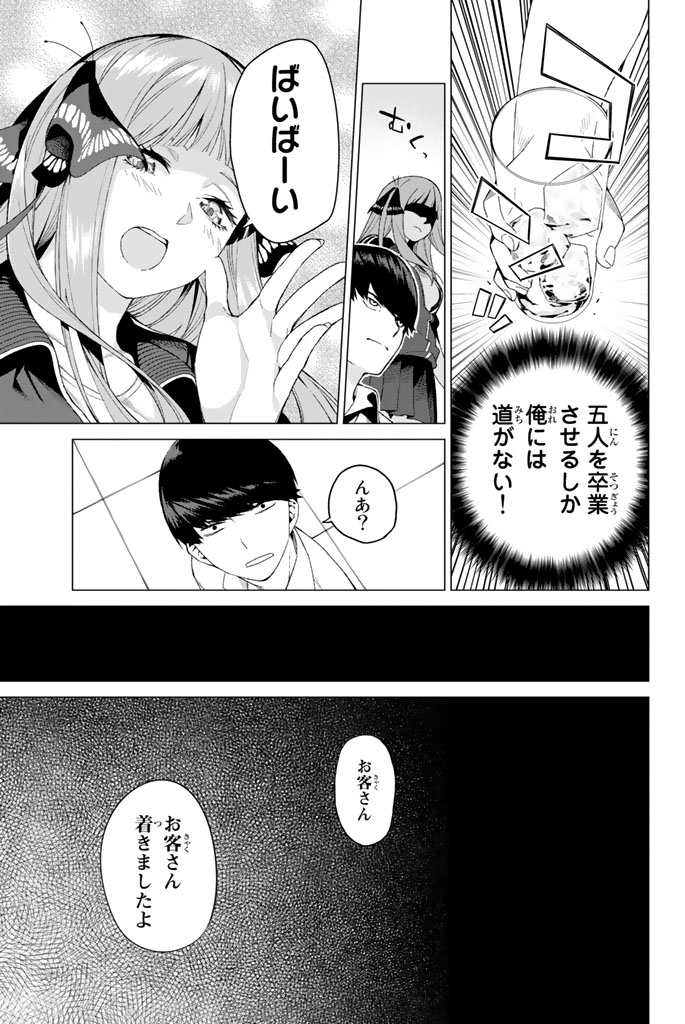 五人を卒業
させるしか
俺には
道がない！
むくっ
ばいばーい
んあ？
お客さん
お客さん
着きましたよ